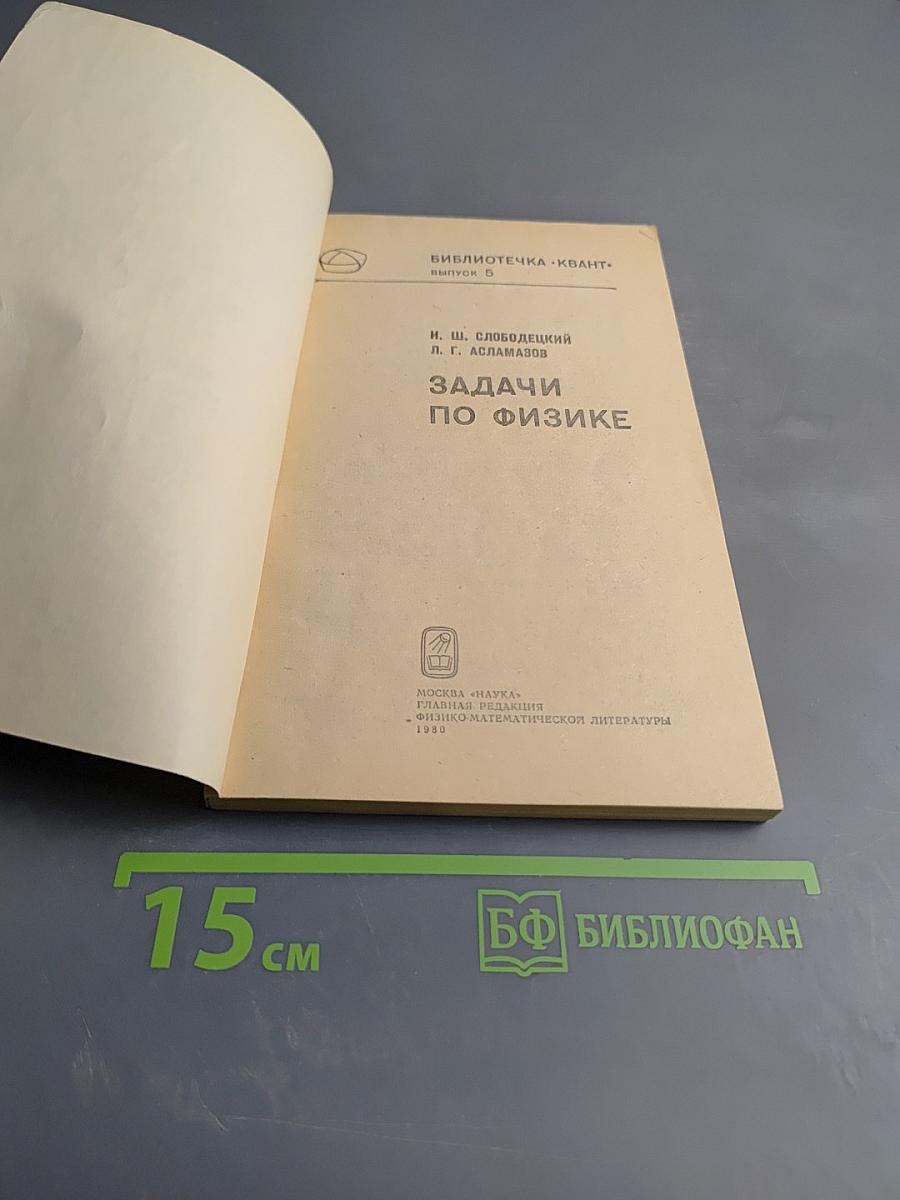 БИБЛИОТЕЧКА «КВАНТ»
ВЫПУСК 5
И. Ш. СЛОБОДЕЦКИЙ
Л. Г. АСЛАМАЗОВ
ЗАДАЧИ
ПО ФИЗИКЕ
МОСКВА «НАУКА»
ГЛАВНАЯ РЕДАКЦИЯ
ФИЗИКО-МАТЕМАТИЧЕСКОЙ ЛИТЕРАТУРЫ
1980
15 см
БФ БИБЛИОФАН